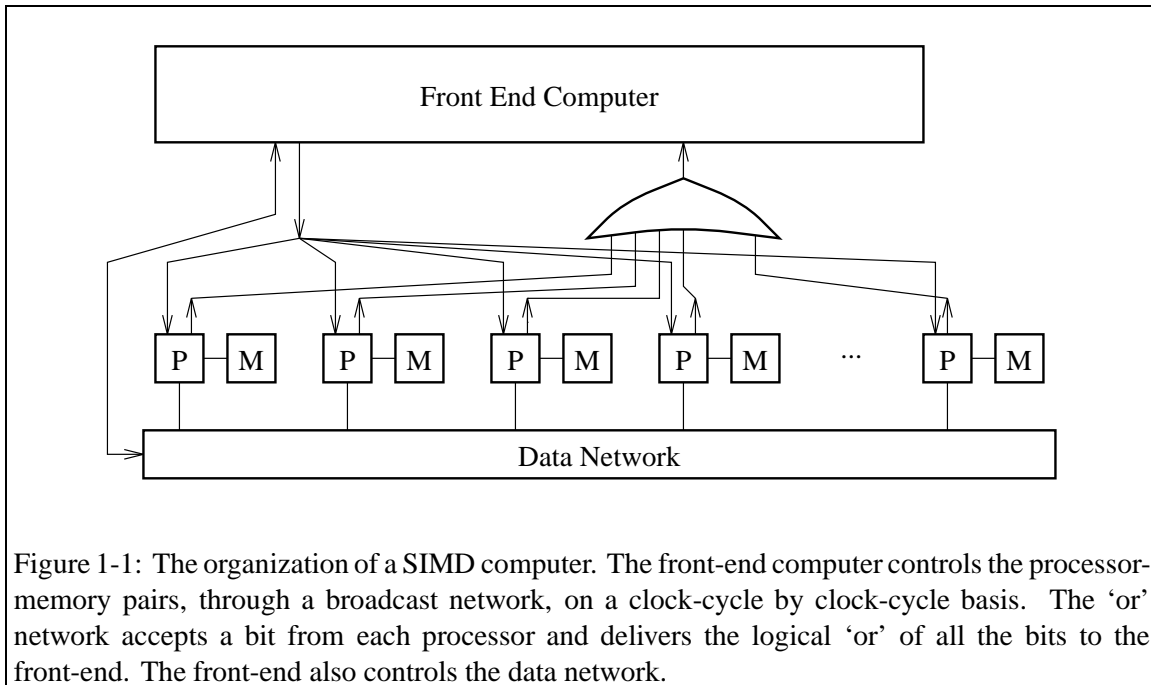 Front End Computer
P M P M P M P M ... P M
Data Network
Figure 1-1: The organization of a SIMD computer. The front-end computer controls the processor-
memory pairs, through a broadcast network, on a clock-cycle by clock-cycle basis. The ‘or’
network accepts a bit from each processor and delivers the logical ‘or’ of all the bits to the
front-end. The front-end also controls the data network.